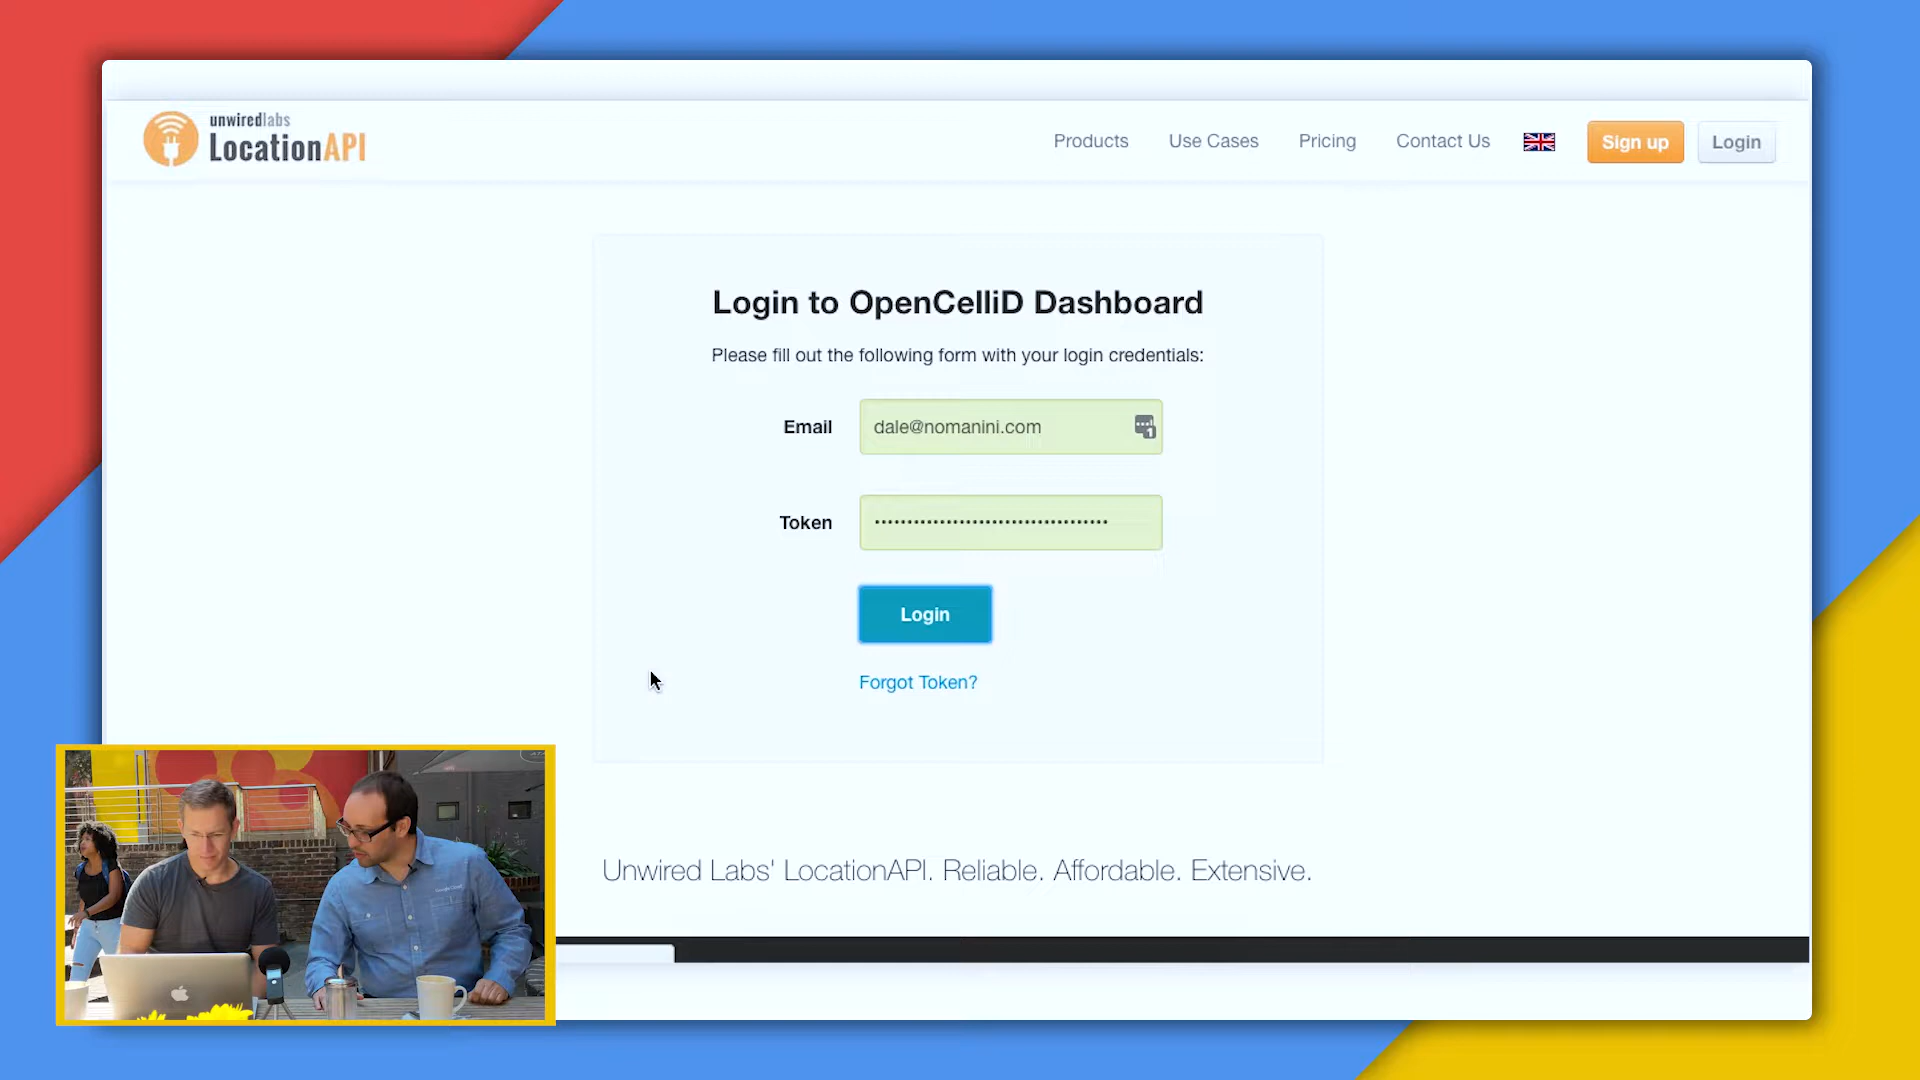 unwiredlabs
LocationAPI
Products
Use Cases
Pricing
Contact Us
Sign up
Login
Login to OpenCelliD Dashboard
Please fill out the following form with your login credentials:
Email
dale@nomanini.com
1
Token
Login
Forgot Token?
Unwired Labs' LocationAPI. Reliable. Affordable. Extensive.